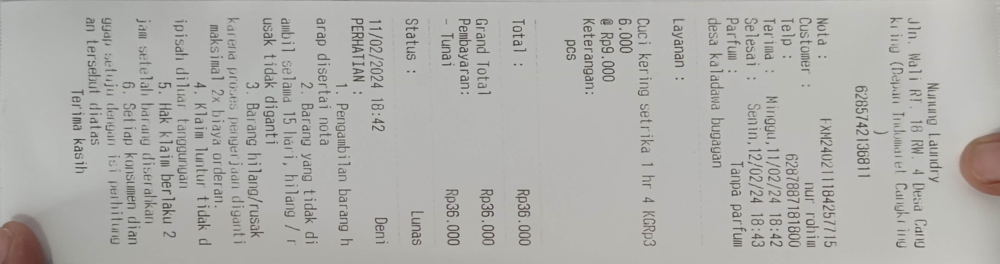 Nunung Laundry
Jln. Wali RT. 18 RW. 4 Desa Cang
kring (Depan Indomaret Cangkring
)
6285742136811
Nota : FXM240211184257715
Customer : nur rohim
Telp : 6287887181800
Terima : Minggu,11/02/24 18:42
Selesai : Senin,12/02/24 18:43
Parfum : Tanpa parfum
desa kaladawa bugagan
Layanan :
Cuci kering setrika 1 hr 4 KGRp3
6.000
@ Rp9.000
Keterangan:
pcs
Total : Rp36.000
Grand Total Rp36.000
Pembayaran:
- Tunai Rp36.000
Status : Lunas
11/02/2024 18:42 Deni
PERHATIAN :
1. Pengambilan barang h
arap disertai nota
2. Barang yang tidak di
ambil selama 15 hari, hilang / r
usak tidak diganti
3. Barang hilang/rusak
karena proses pengerjaan diganti
maksimal 2x biaya orderan.
4. Klaim luntur tidak d
ipisah diluar tanggungan
5. Hak klaim berlaku 2
jam setelah barang diserahkan
6. Setiap konsumen dian
ggap setuju dengan isi perhitung
an tersebut diatas
Terima kasih